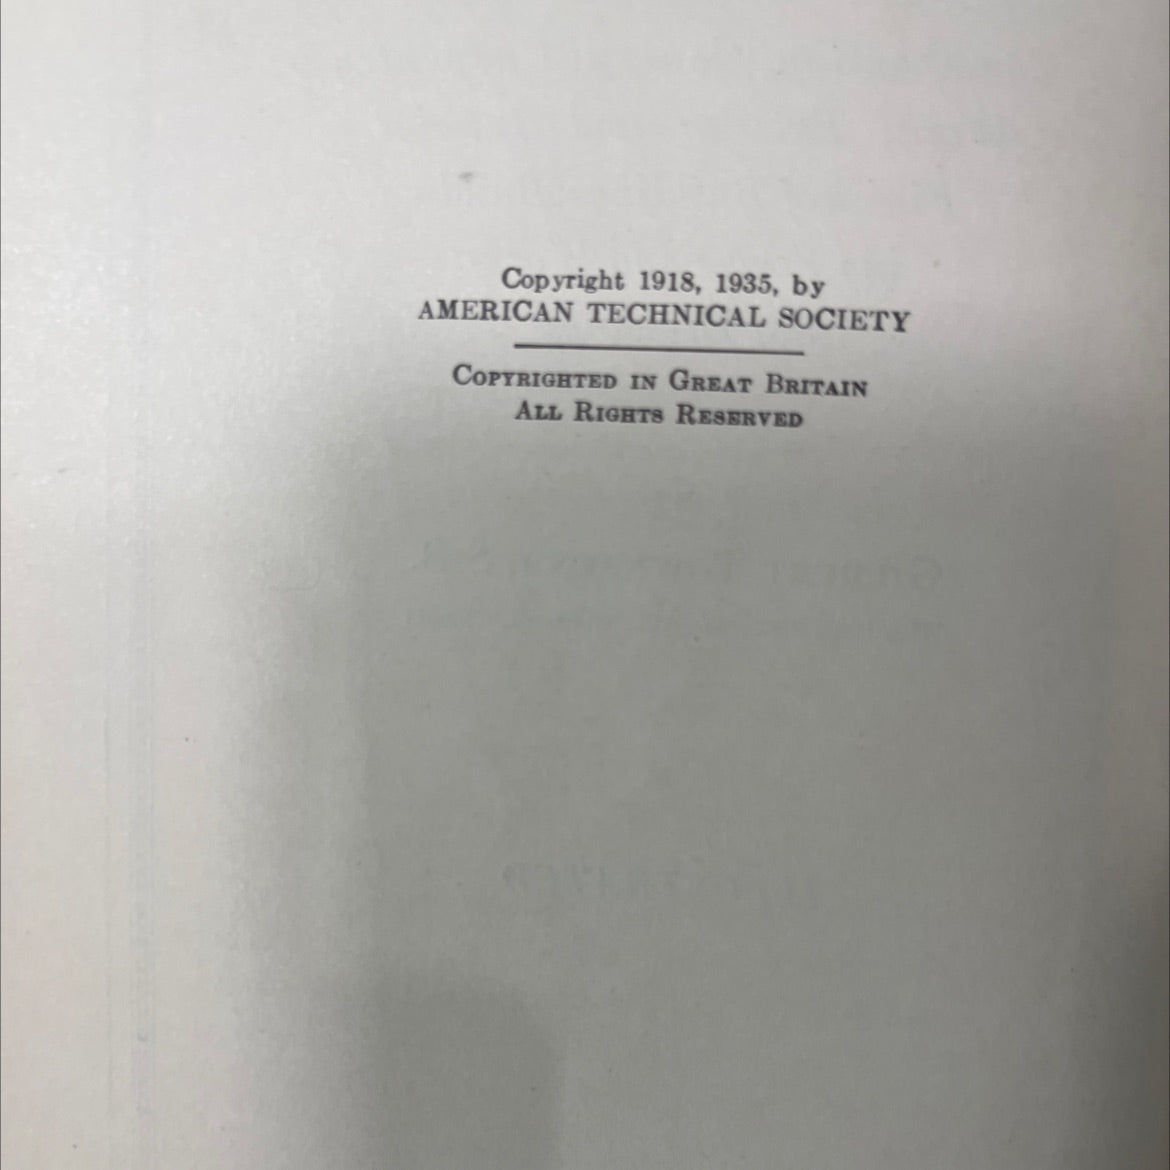 Copyright 1918, 1935, by
AMERICAN TECHNICAL SOCIETY
COPYRIGHTED IN GREAT BRITAIN
ALL RIGHTS RESERVED